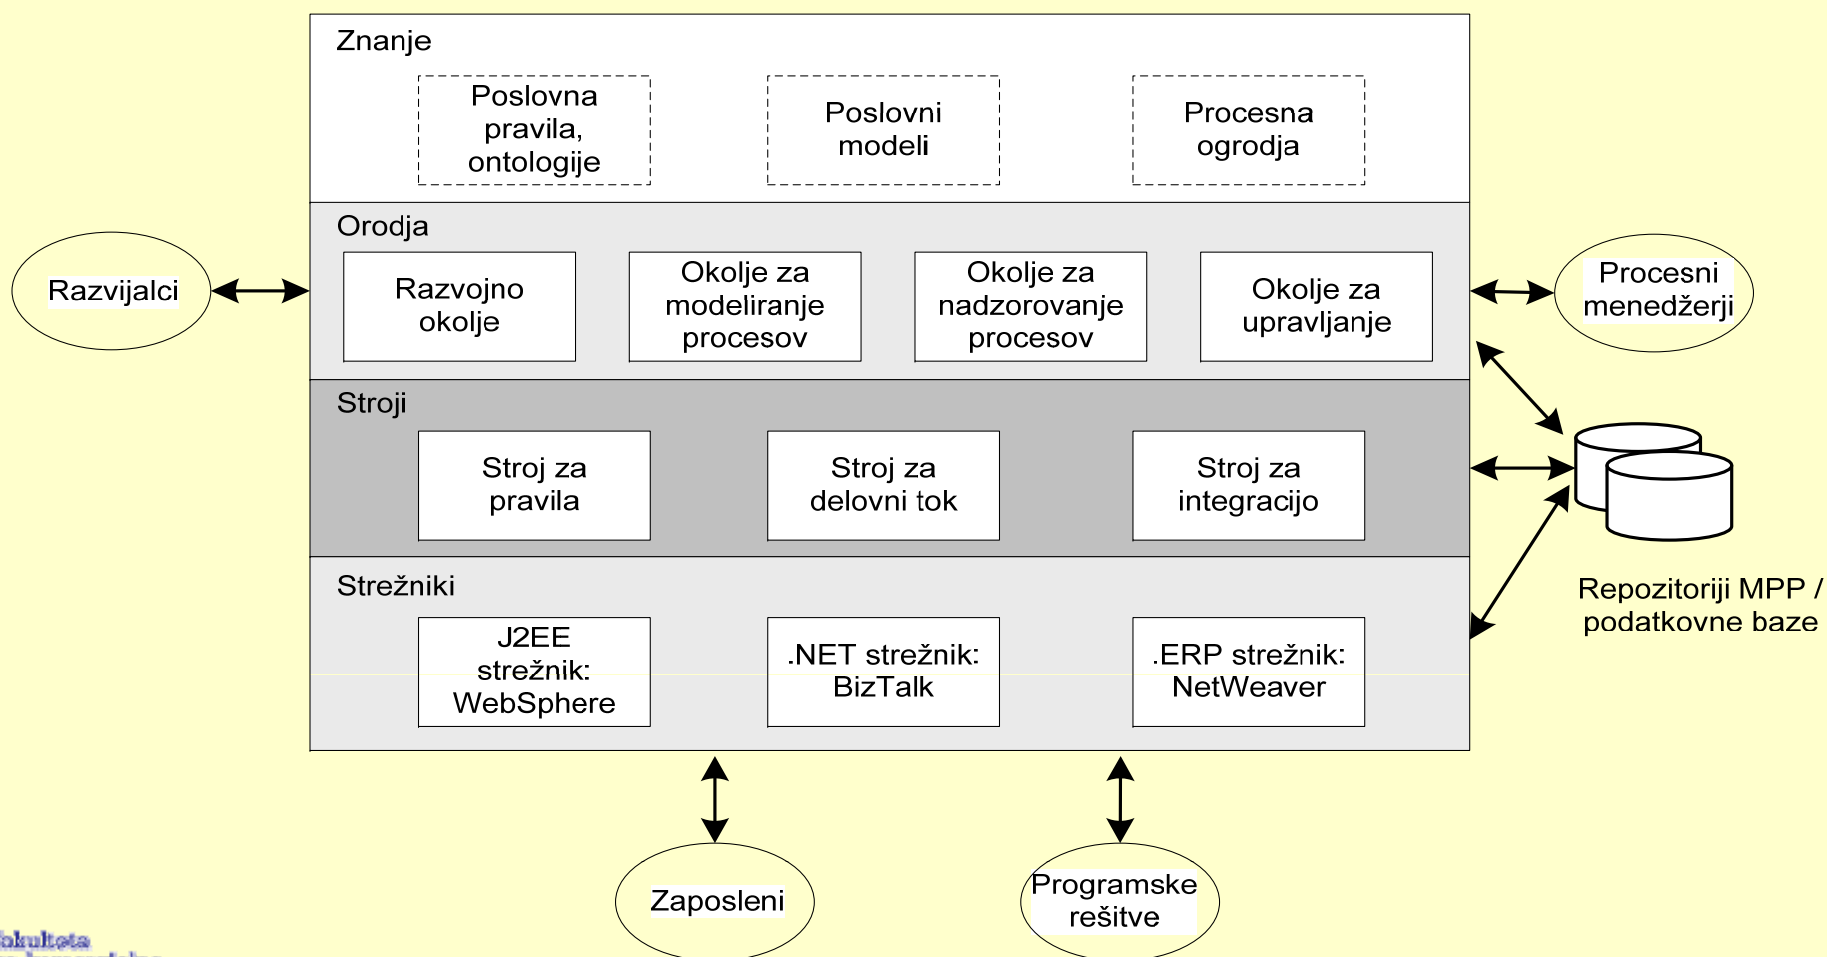 Znanje
Poslovna
pravila,
ontologije
Poslovni
modeli
Procesna
ogrodja
Orodja
Razvijalci
Razvojno
okolje
Okolje za
modeliranje
procesov
Okolje za
nadzorovanje
procesov
Okolje za
upravljanje
Procesni
menedžerji
Stroji
Stroj za
pravila
Stroj za
delovni tok
Stroj za
integracijo
Repozitoriji MPP /
podatkovne baze
Strežniki
J2EE
strežnik:
WebSphere
.NET strežnik:
BizTalk
.ERP strežnik:
NetWeaver
Zaposleni
Programske
rešitve
fakulteta